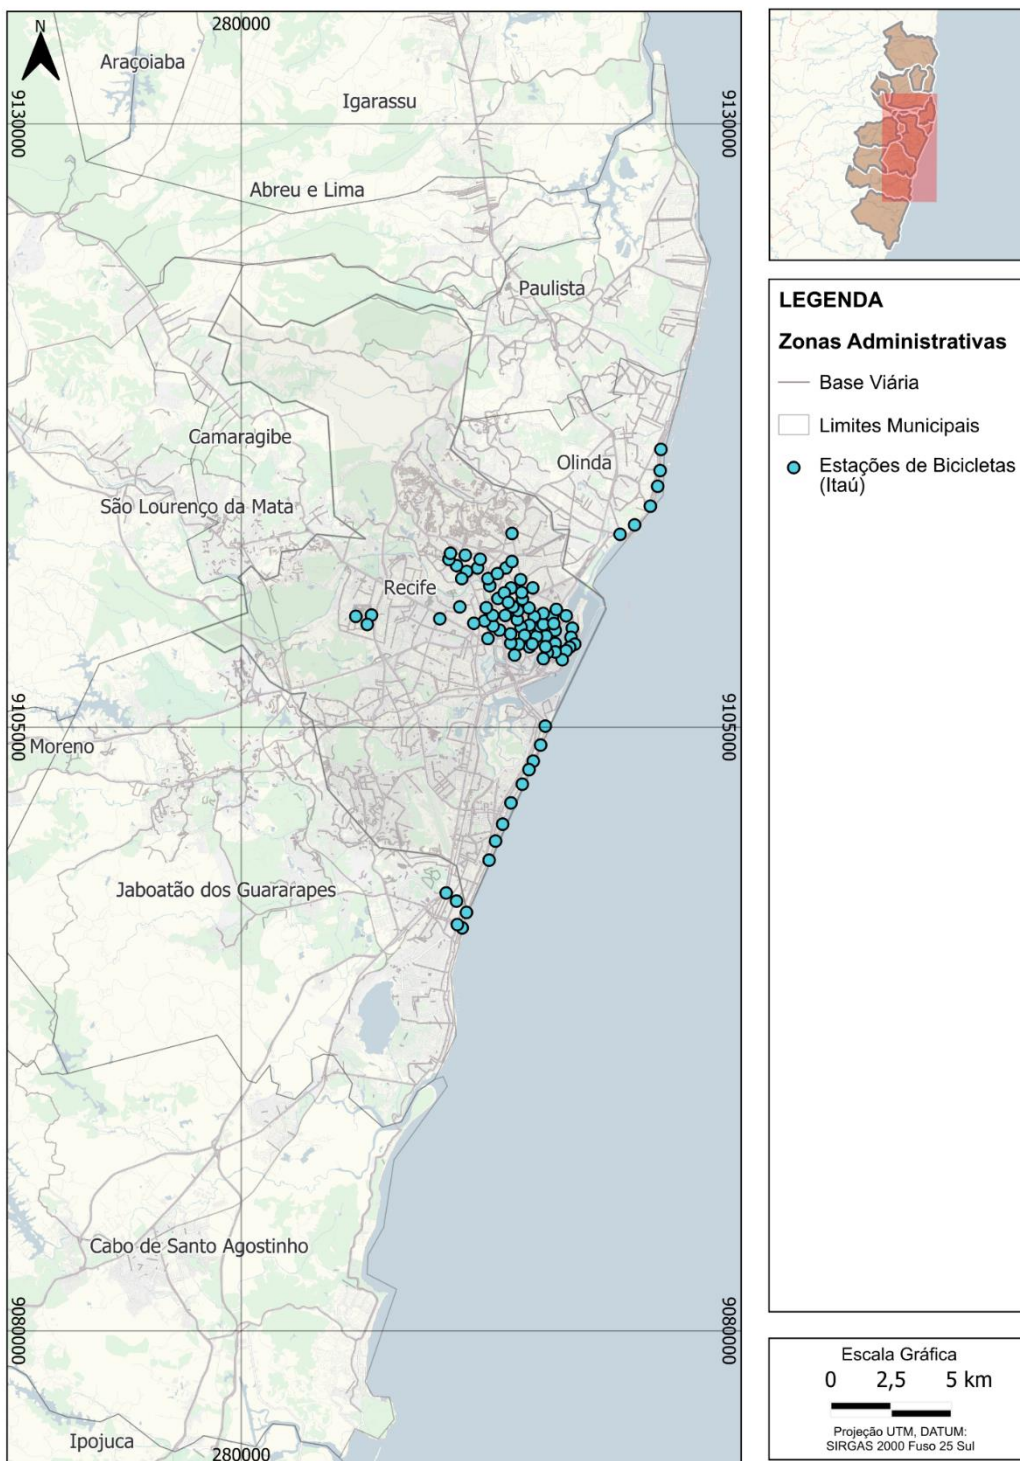 N
280000
Araçoiaba
Igarassu
9130000
9130000
Abreu e Lima
Paulista
Camaragibe
Olinda
São Lourenço da Mata
Recife
9105000
9105000
Moreno
Jaboatão dos Guararapes
Cabo de Santo Agostinho
9080000
9080000
Ipojuca
280000
LEGENDA
Zonas Administrativas
Base Viária
Limites Municipais
Estações de Bicicletas
(Itaú)
Escala Gráfica
0 2,5 5 km
Projeção UTM, DATUM:
SIRGAS 2000 Fuso 25 Sul